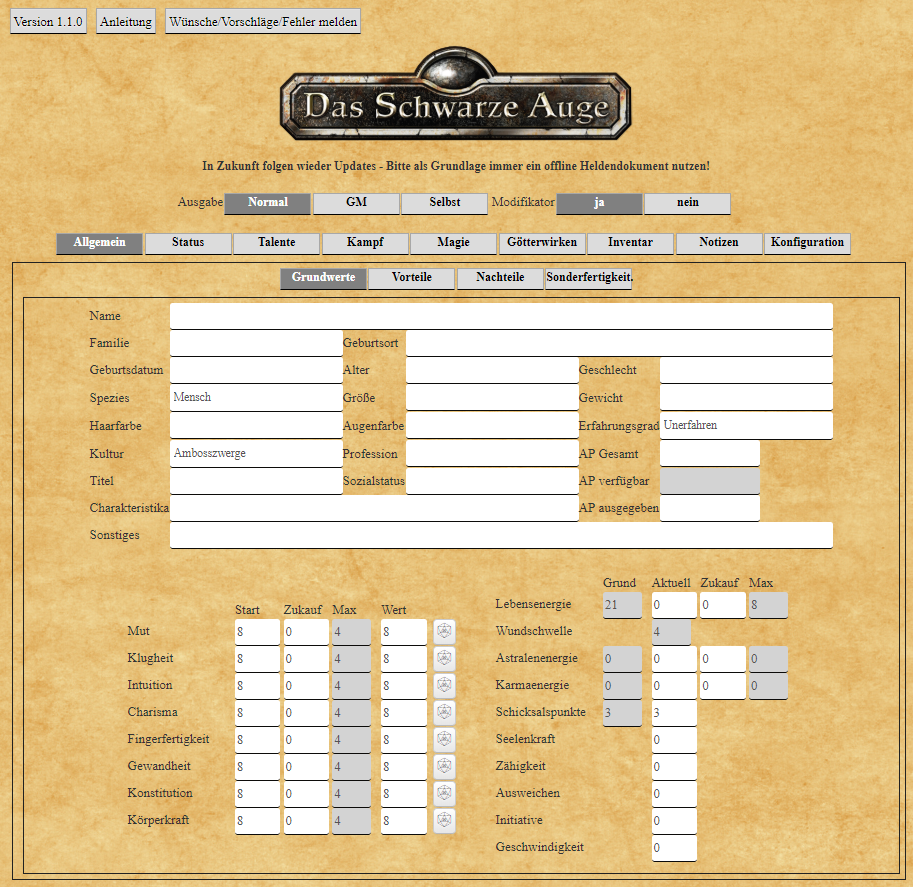 Version 1.1.0 Anleitung Wünsche/Vorschläge/Fehler melden
Das Schwarze Auge
In Zukunft folgen wieder Updates - Bitte als Grundlage immer ein offline Heldendokument nutzen!
Ausgabe Normal GM Selbst Modifikator ja nein
Allgemein Status Talente Kampf Magie Götterwirken Inventar Notizen Konfiguration
Grundwerte Vorteile Nachteile Sonderfertigkeit.
Name
Familie Geburtsort
Geburtsdatum Alter Geschlecht
Spezies Mensch Größe Gewicht
Haarfarbe Augenfarbe Erfahrungsgrad Unerfahren
Kultur Ambosszwerge Profession AP Gesamt
Titel Sozialstatus AP verfügbar
Charakteristika AP ausgegeben
Sonstiges
Start Zukauf Max Wert
Mut 8 0 4 8
Klugheit 8 0 4 8
Intuition 8 0 4 8
Charisma 8 0 4 8
Fingerfertigkeit 8 0 4 8
Gewandheit 8 0 4 8
Konstitution 8 0 4 8
Körperkraft 8 0 4 8
Grund Aktuell Zukauf Max
Lebensenergie 21 0 0 8
Wundschwelle 4
Astralenenergie 0 0 0 0
Karmaenergie 0 0 0 0
Schicksalspunkte 3 3
Seelenkraft 0
Zähigkeit 0
Ausweichen 0
Initiative 0
Geschwindigkeit 0